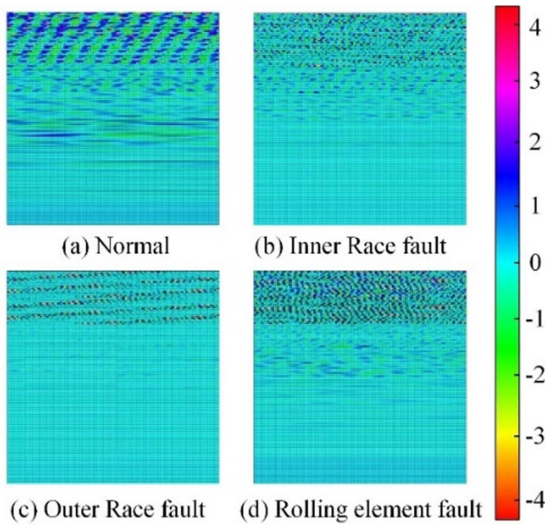 (a) Normal
(b) Inner Race fault
(c) Outer Race fault
(d) Rolling element fault
4
3
2
1
0
-1
-2
-3
-4